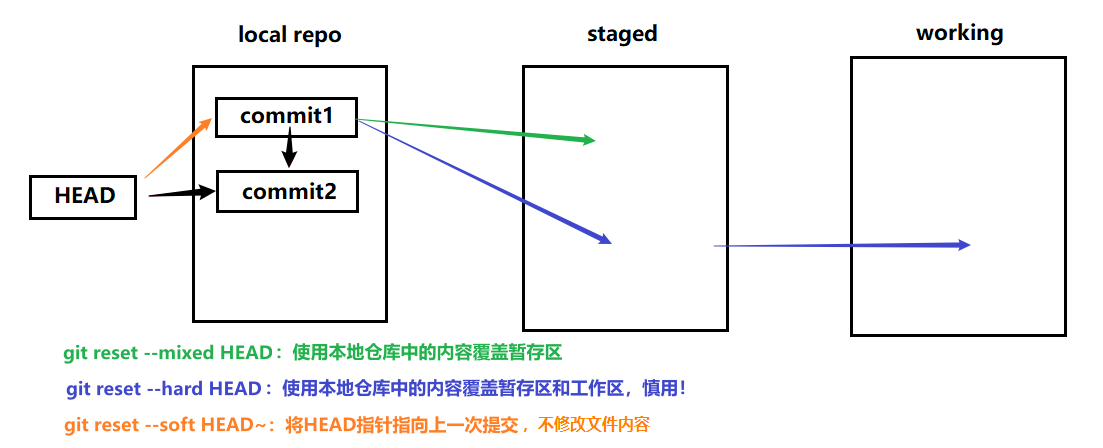 local repo
staged
working
commit1
HEAD
commit2
git reset --mixed HEAD：使用本地仓库中的内容覆盖暂存区
git reset --hard HEAD：使用本地仓库中的内容覆盖暂存区和工作区，慎用！
git reset --soft HEAD~：将HEAD指针指向上一次提交，不修改文件内容